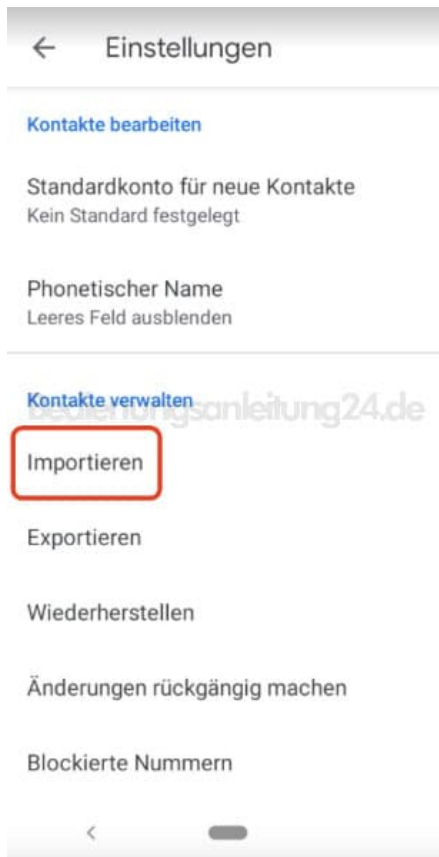 Einstellungen
Kontakte bearbeiten
Standardkonto für neue Kontakte
Kein Standard festgelegt
Phonetischer Name
Leeres Feld ausblenden
Kontakte verwalten
bedienungsanleitung24.de
Importieren
Exportieren
Wiederherstellen
Änderungen rückgängig machen
Blockierte Nummern